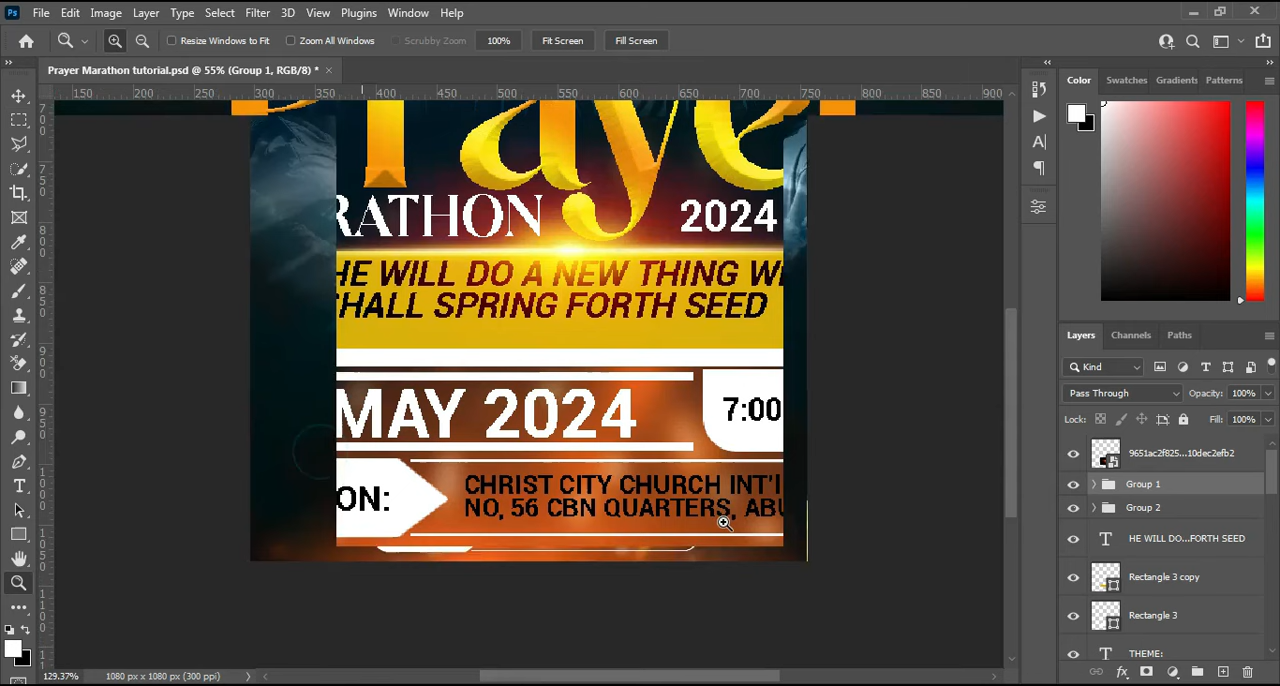 Ps File Edit Image Layer Type Select Filter 3D View Plugins Window Help
Resize Windows to Fit Zoom All Windows Scrubby Zoom 100% Fit Screen Fill Screen
Prayer Marathon tutorial.psd @ 55% (Group 1, RGB/8) * ×
150 200 250 300 350 400 450 500 550 600 650 700 750 800 850 900
Color Swatches Gradients Patterns
raye
RATHON 2024
HE WILL DO A NEW THING
SHALL SPRING FORTH SEED
MAY 2024 7:00
ON: CHRIST CITY CHURCH INT'
NO, 56 CBN QUARTERS, ABU
Layers Channels Paths
Kind
Pass Through Opacity: 100%
Lock: Fill: 100%
9651ac2f825...10dec2efb2
Group 1
Group 2
HE WILL DO...FORTH SEED
Rectangle 3 copy
Rectangle 3
THEME:
129.37% 1080 px x 1080 px (300 ppi)